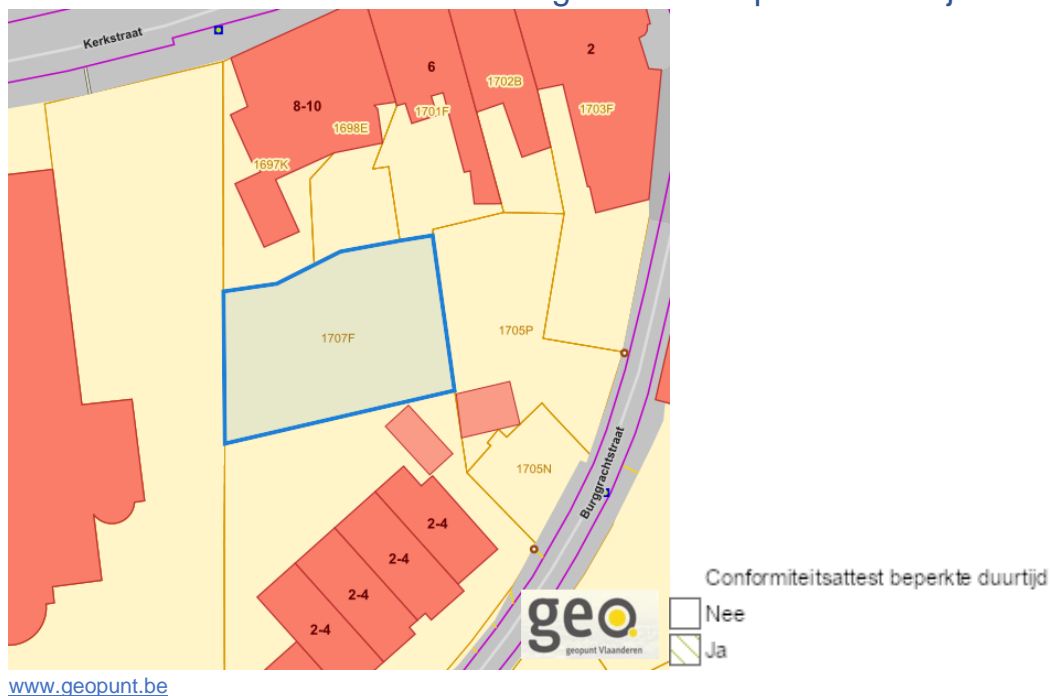 Kerkstraat
2
6
1702B
8-10
1701F
1703F
1698E
1697K
1707F
1705P
1705N
Burggrachtstraat
2-4
2-4
2-4
2-4
geo
geopunt Vlaanderen
Conformiteitsattest beperkte duurtijd
Nee
Ja
www.geopunt.be